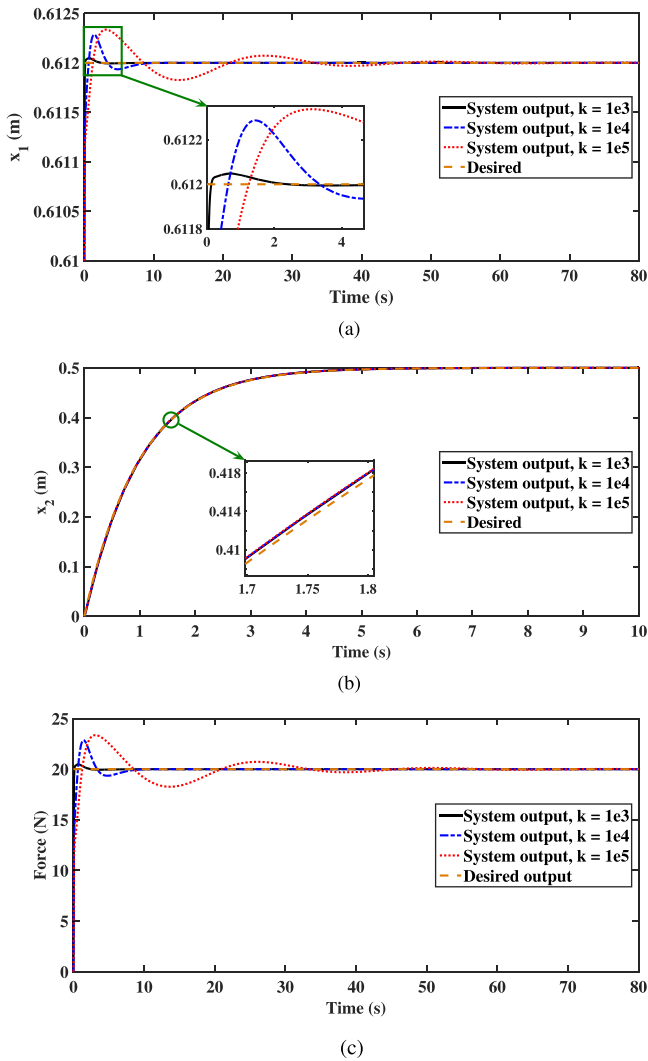 0.6125
0.612
0.6115
0.611
0.6105
0.61
x1 (m)
0.6122
0.612
0.6118
0 2 4
System output, k = 1e3
System output, k = 1e4
System output, k = 1e5
Desired
0 10 20 30 40 50 60 70 80
Time (s)
(a)
0.5
0.4
0.3
0.2
0.1
0
x2 (m)
0.418
0.414
0.41
1.7 1.75 1.8
System output, k = 1e3
System output, k = 1e4
System output, k = 1e5
Desired
0 1 2 3 4 5 6 7 8 9 10
Time (s)
(b)
25
20
15
10
5
0
Force (N)
System output, k = 1e3
System output, k = 1e4
System output, k = 1e5
Desired output
0 10 20 30 40 50 60 70 80
Time (s)
(c)